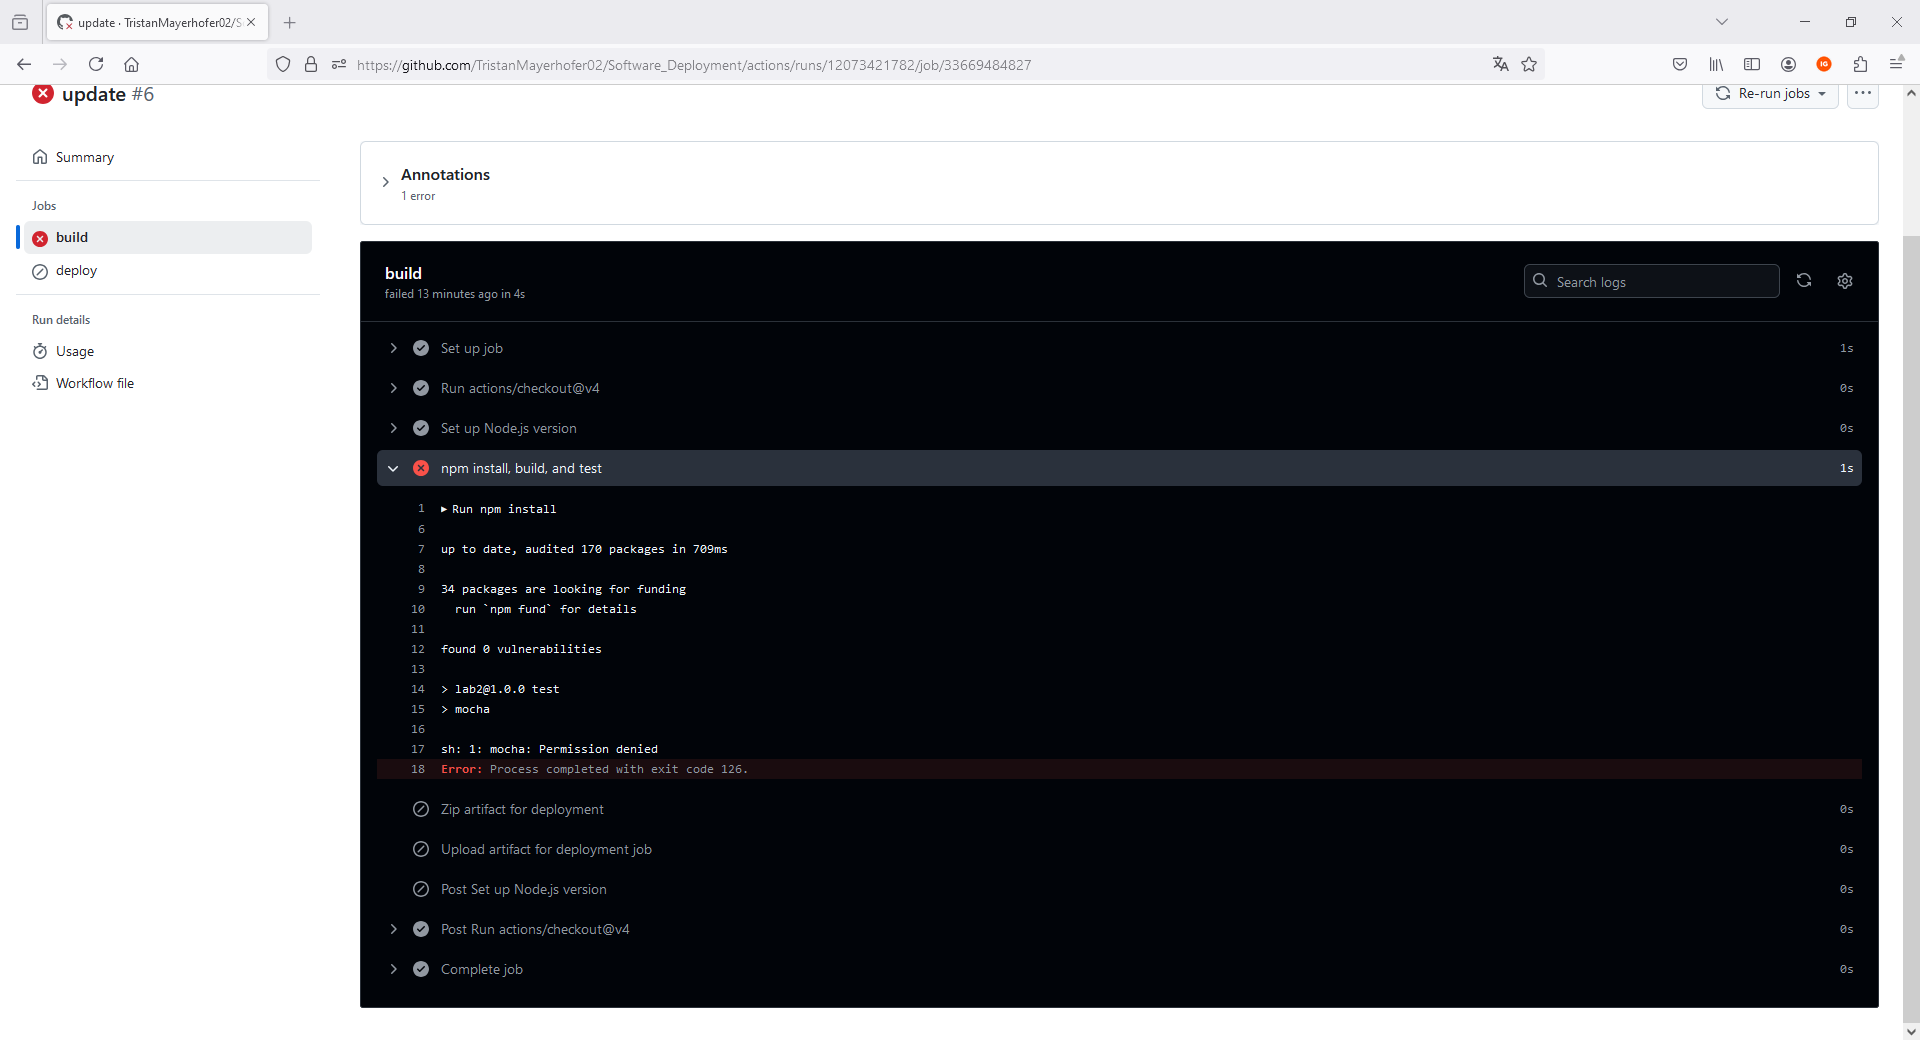 update · TristanMayerhofer02/S
https://github.com/TristanMayerhofer02/Software_Deployment/actions/runs/12073421782/job/33669484827
update #6
Re-run jobs
Summary
Jobs
build
deploy
Run details
Usage
Workflow file
Annotations
1 error
build
failed 13 minutes ago in 4s
Search logs
Set up job 1s
Run actions/checkout@v4 0s
Set up Node.js version 0s
npm install, build, and test 1s
1 Run npm install
6
7 up to date, audited 170 packages in 709ms
8
9 34 packages are looking for funding
10 run `npm fund` for details
11
12 found 0 vulnerabilities
13
14 > lab2@1.0.0 test
15 > mocha
16
17 sh: 1: mocha: Permission denied
18 Error: Process completed with exit code 126.
Zip artifact for deployment 0s
Upload artifact for deployment job 0s
Post Set up Node.js version 0s
Post Run actions/checkout@v4 0s
Complete job 0s